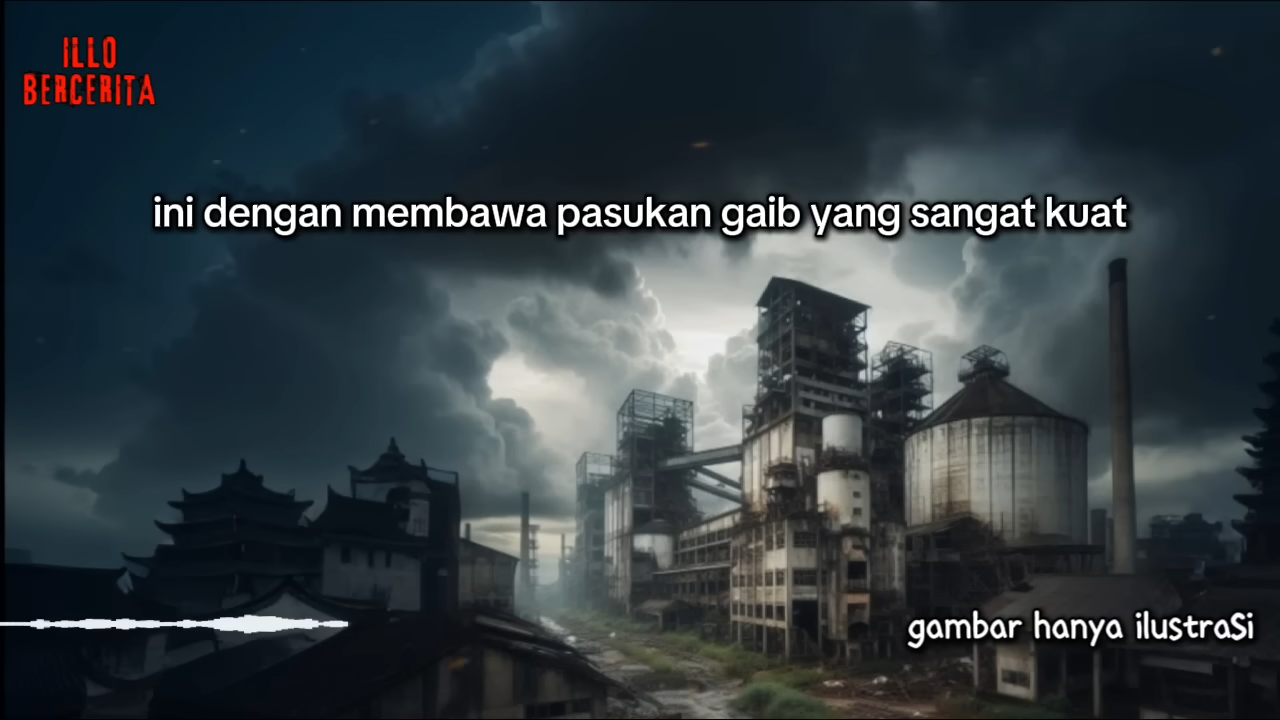 ILLO
BERCERITA
ini dengan membawa pasukan gaib yang sangat kuat
gambar hanya ilustraSi